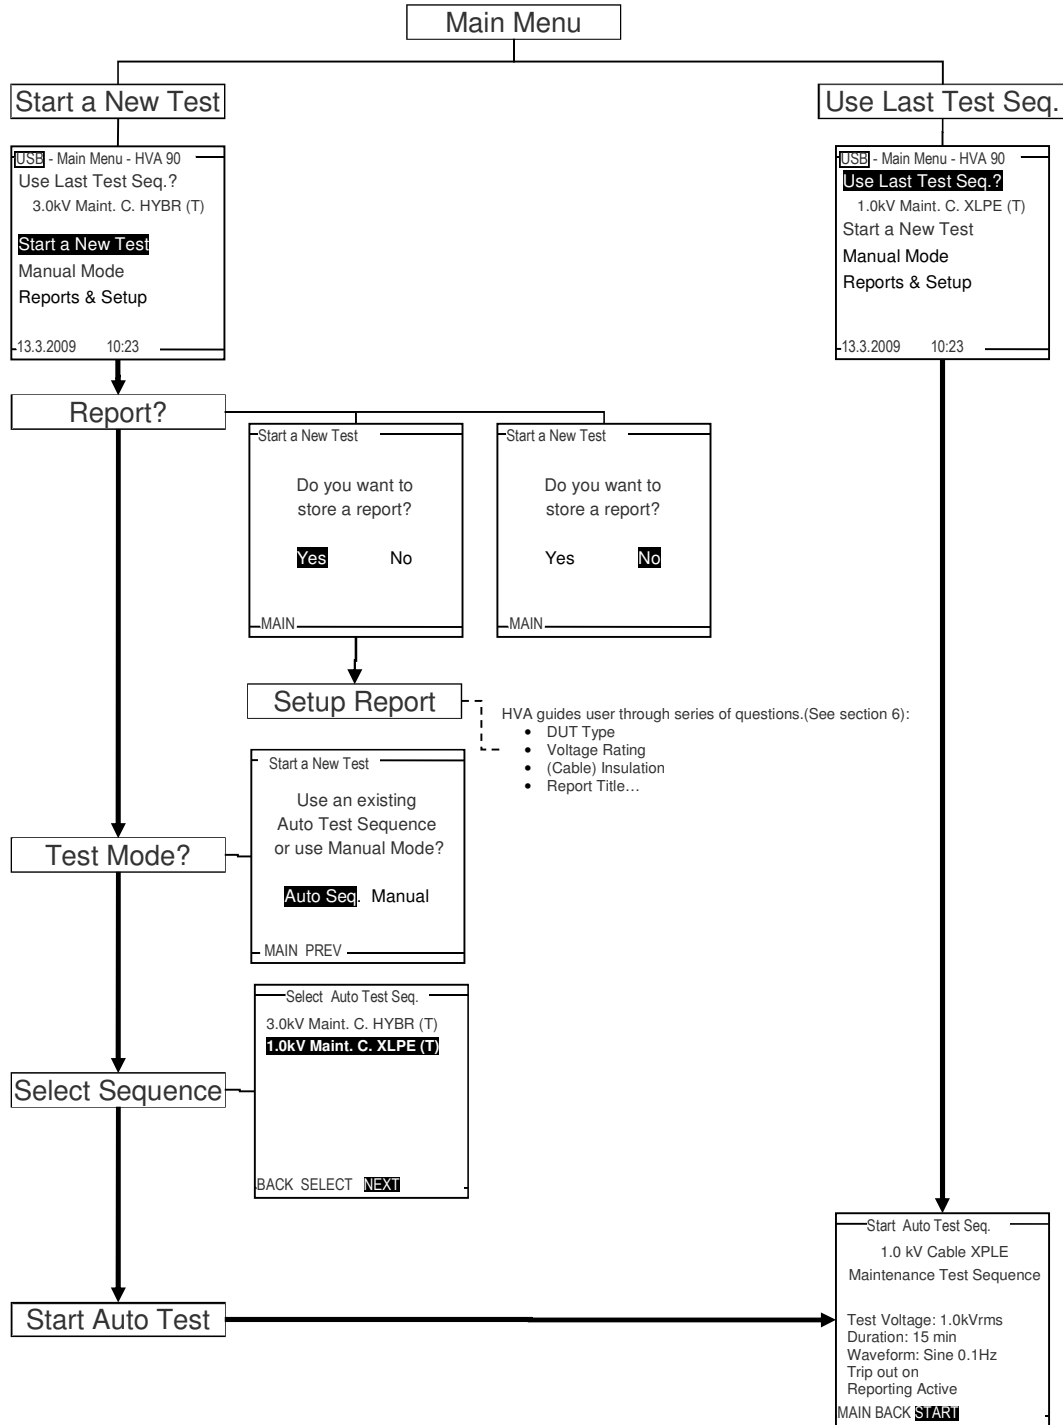 Main Menu
Start a New Test
Use Last Test Seq.
USB - Main Menu - HVA 90
Use Last Test Seq.?
3.0kV Maint. C. HYBR (T)
Start a New Test
Manual Mode
Reports & Setup
13.3.2009 10:23
USB - Main Menu - HVA 90
Use Last Test Seq.?
1.0kV Maint. C. XLPE (T)
Start a New Test
Manual Mode
Reports & Setup
13.3.2009 10:23
Report?
Start a New Test
Do you want to
store a report?
Yes No
MAIN
Start a New Test
Do you want to
store a report?
Yes No
MAIN
Setup Report
HVA guides user through series of questions.(See section 6):
• DUT Type
• Voltage Rating
• (Cable) Insulation
• Report Title…
Test Mode?
Start a New Test
Use an existing
Auto Test Sequence
or use Manual Mode?
Auto Seq. Manual
MAIN PREV
Select Sequence
Select Auto Test Seq.
3.0kV Maint. C. HYBR (T)
1.0kV Maint. C. XLPE (T)
BACK SELECT NEXT
Start Auto Test
Start Auto Test Seq.
1.0 kV Cable XPLE
Maintenance Test Sequence
Test Voltage: 1.0kVrms
Duration: 15 min
Waveform: Sine 0.1Hz
Trip out on
Reporting Active
MAIN BACK START